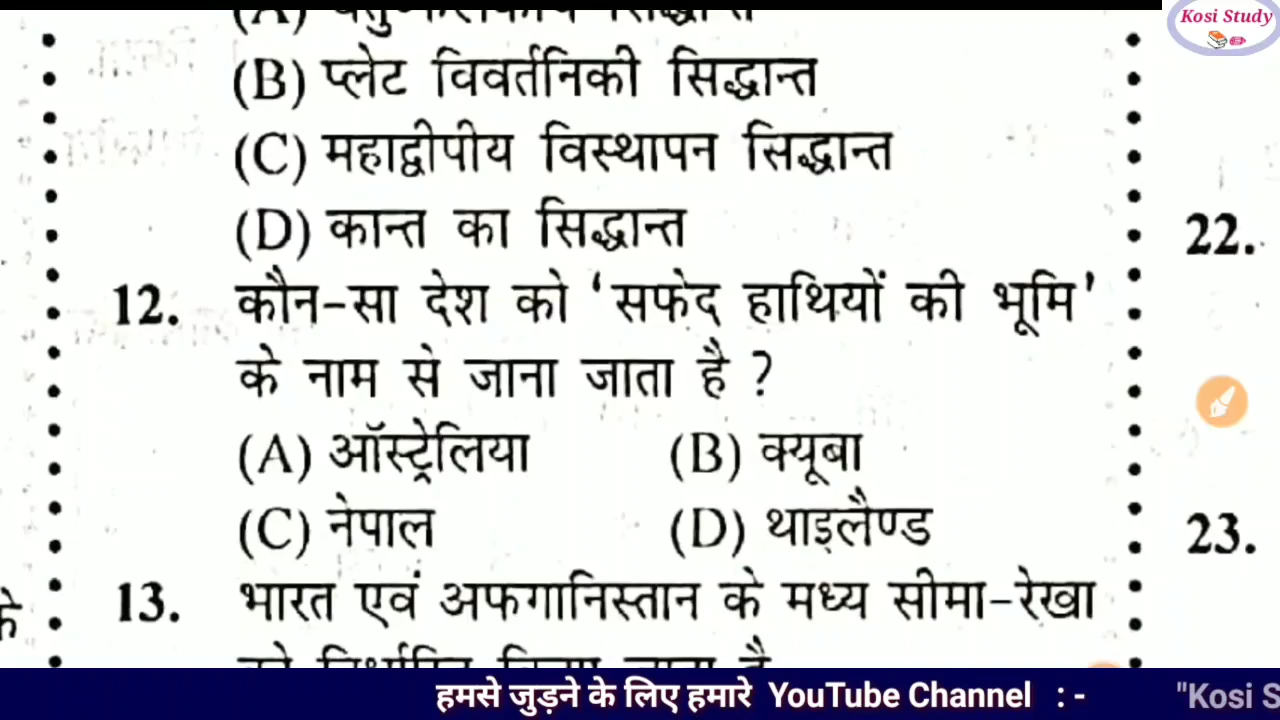 (B) प्लेट विवर्तनिकी सिद्धान्त
(C) महाद्वीपीय विस्थापन सिद्धान्त
(D) कान्त का सिद्धान्त
12. कौन-सा देश को ‘सफेद हाथियों की भूमि’
के नाम से जाना जाता है ?
(A) ऑस्ट्रेलिया (B) क्यूबा
(C) नेपाल (D) थाइलैण्ड
13. भारत एवं अफगानिस्तान के मध्य सीमा-रेखा
Kosi Study
22.
23.
हमसे जुड़ने के लिए हमारे YouTube Channel : - "Kosi S